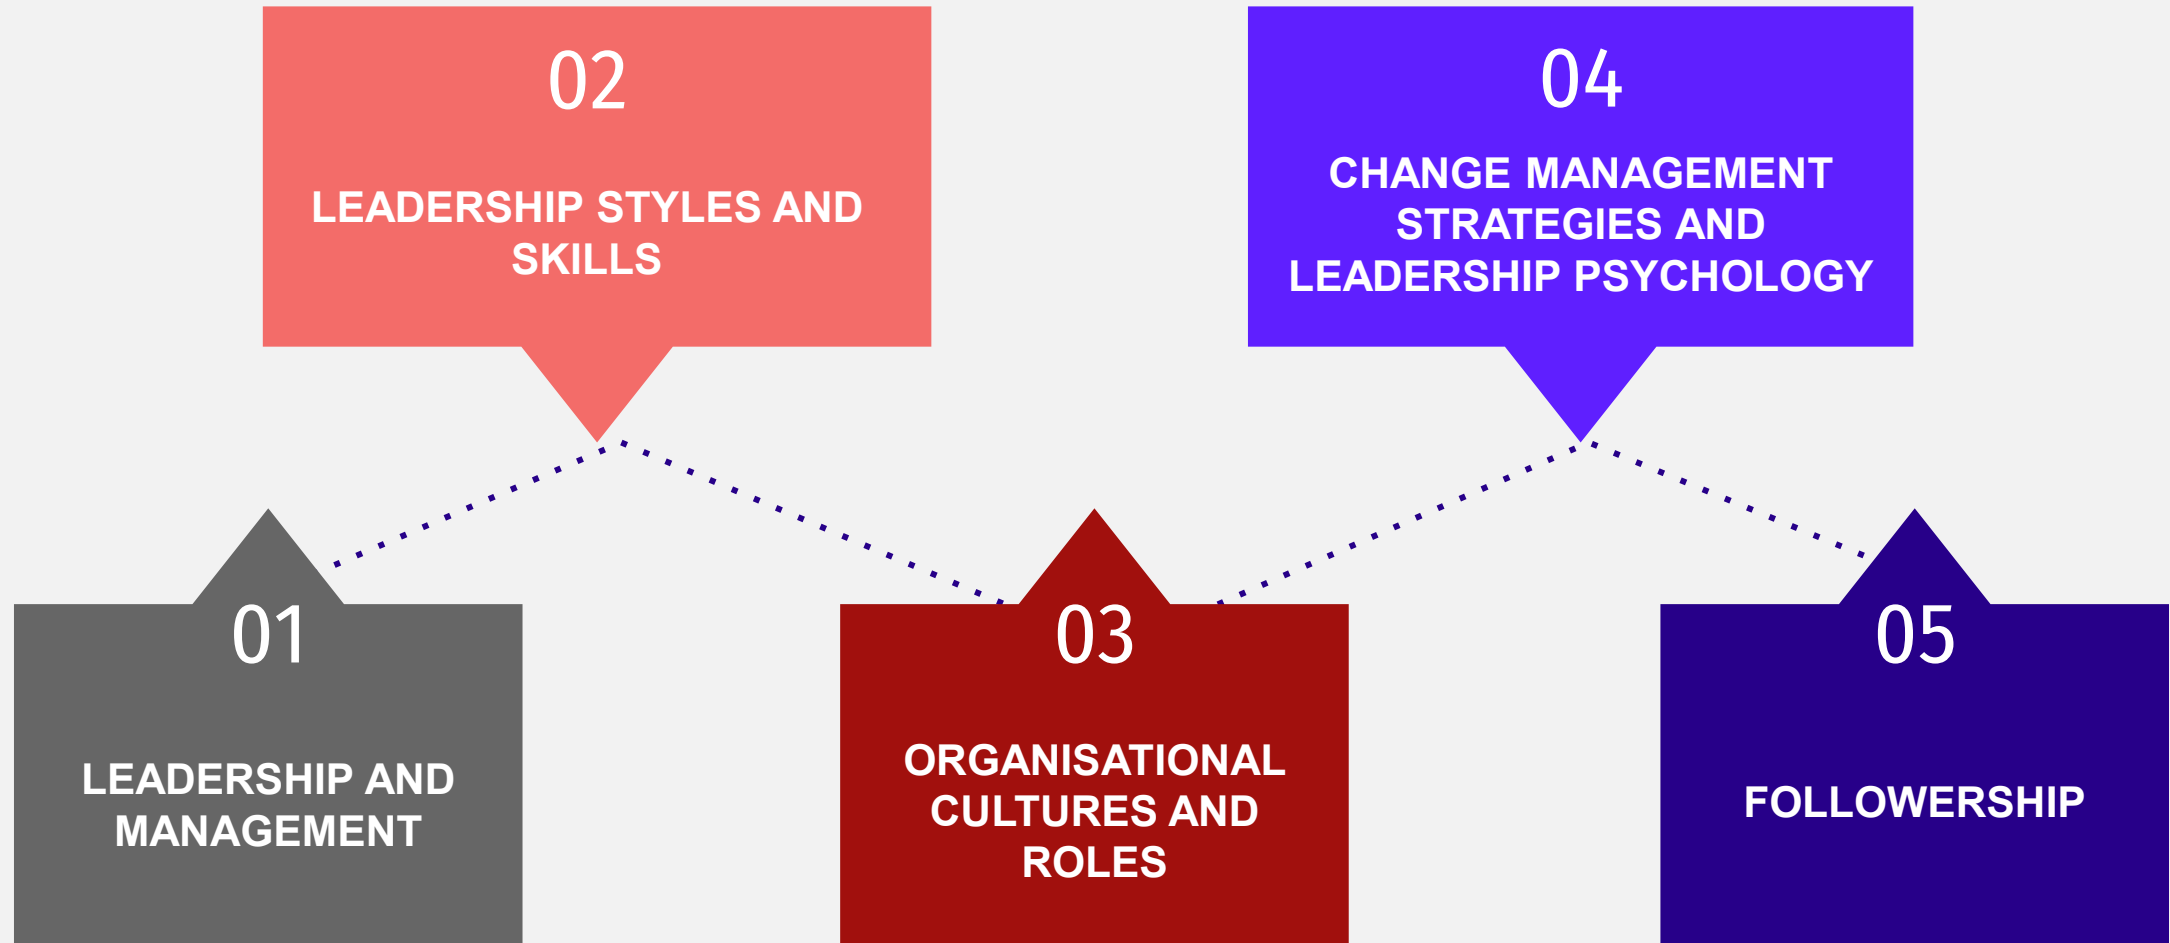 01
LEADERSHIP AND
MANAGEMENT
02
LEADERSHIP STYLES AND
SKILLS
03
ORGANISATIONAL
CULTURES AND
ROLES
04
CHANGE MANAGEMENT
STRATEGIES AND
LEADERSHIP PSYCHOLOGY
05
FOLLOWERSHIP